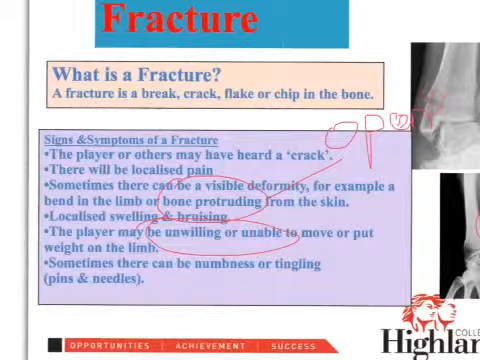 Fracture
What is a Fracture?
A fracture is a break, crack, flake or chip in the bone.
open
Signs &Symptoms of a Fracture
•The player or others may have heard a ‘crack’.
•There will be localised pain
•Sometimes there can be a visible deformity, for example a
bend in the limb or bone protruding from the skin.
•Localised swelling & bruising.
•The player may be unwilling or unable to move or put
weight on the limb.
•Sometimes there can be numbness or tingling
(pins & needles).
COLLE
Highlan
OPPORTUNITIES | ACHIEVEMENT | SUCCESS